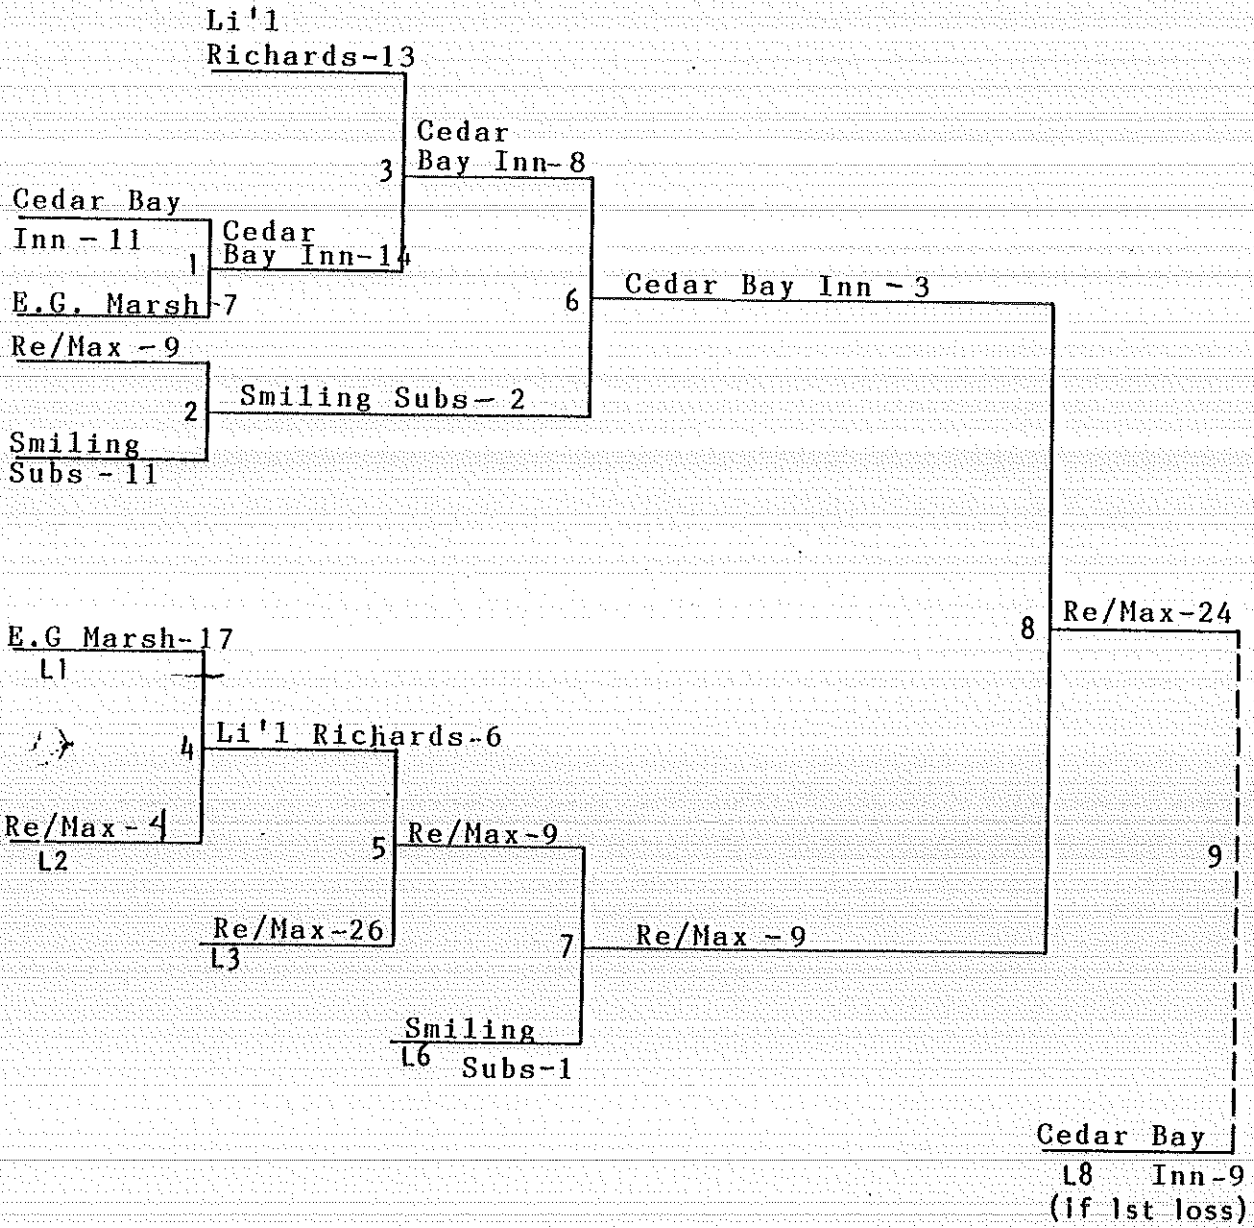 Li'l
Richards-13
Cedar
3 Bay Inn-8
Cedar Bay
Inn - 11
Cedar
1 Bay Inn-14
E.G. Marsh -7
6 Cedar Bay Inn - 3
Re/Max - 9
2 Smiling Subs- 2
Smiling
Subs - 11
E.G Marsh-17
L1
8 Re/Max-24
4 Li'l Richards-6
Re/Max-4
L2
5 Re/Max-9
9
Re/Max-26
L3
7 Re/Max - 9
Smiling
L6 Subs-1
Cedar Bay
L8 Inn-9
(if 1st loss)